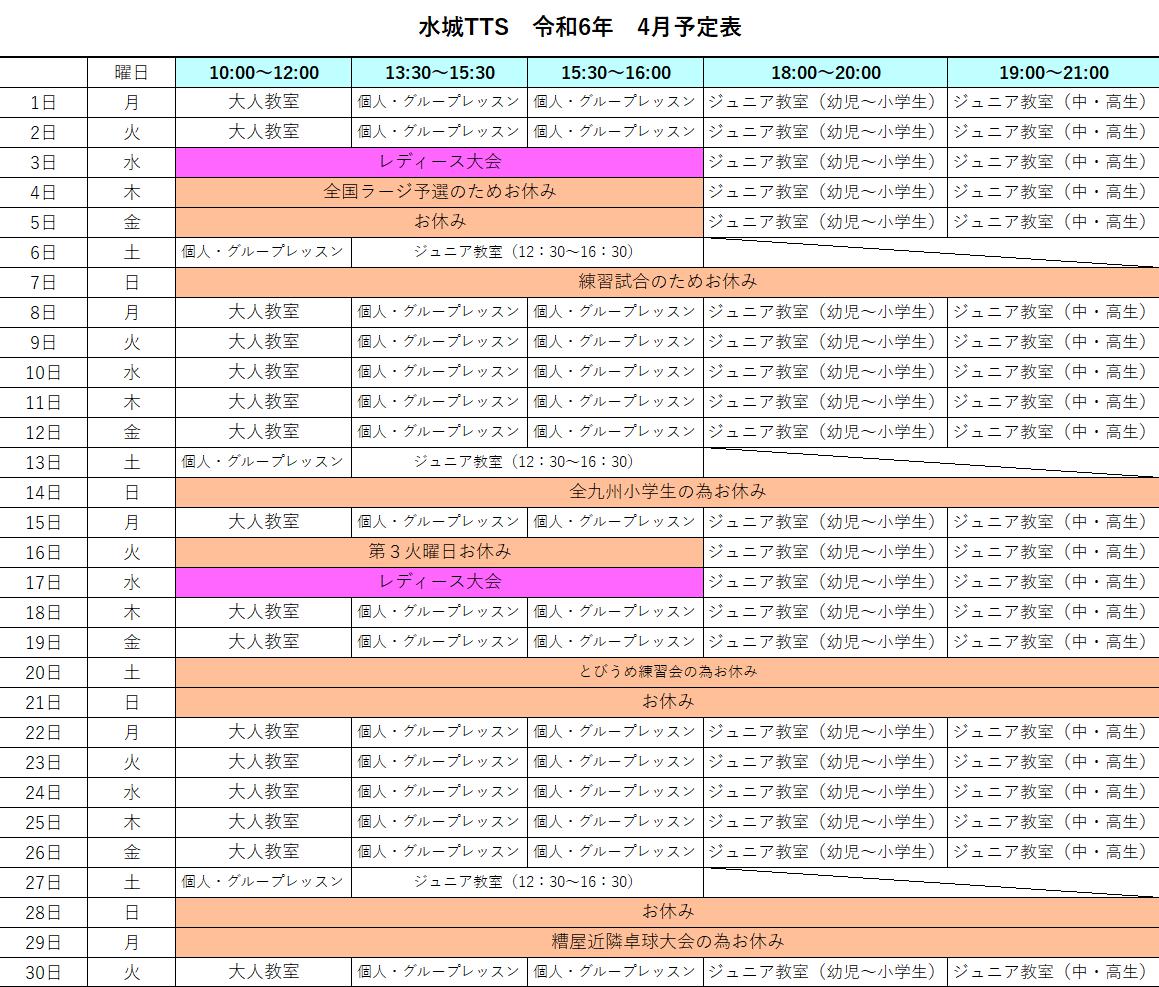 水城TTS　令和6年　4月予定表
曜日 10:00～12:00 13:30～15:30 15:30～16:00 18:00～20:00 19:00～21:00
1日 月 大人教室 個人・グループレッスン 個人・グループレッスン ジュニア教室（幼児～小学生） ジュニア教室（中・高生）
2日 火 大人教室 個人・グループレッスン 個人・グループレッスン ジュニア教室（幼児～小学生） ジュニア教室（中・高生）
3日 水 レディース大会 ジュニア教室（幼児～小学生） ジュニア教室（中・高生）
4日 木 全国ラージ予選のためお休み ジュニア教室（幼児～小学生） ジュニア教室（中・高生）
5日 金 お休み ジュニア教室（幼児～小学生） ジュニア教室（中・高生）
6日 土 個人・グループレッスン ジュニア教室（12：30～16：30）
7日 日 練習試合のためお休み
8日 月 大人教室 個人・グループレッスン 個人・グループレッスン ジュニア教室（幼児～小学生） ジュニア教室（中・高生）
9日 火 大人教室 個人・グループレッスン 個人・グループレッスン ジュニア教室（幼児～小学生） ジュニア教室（中・高生）
10日 水 大人教室 個人・グループレッスン 個人・グループレッスン ジュニア教室（幼児～小学生） ジュニア教室（中・高生）
11日 木 大人教室 個人・グループレッスン 個人・グループレッスン ジュニア教室（幼児～小学生） ジュニア教室（中・高生）
12日 金 大人教室 個人・グループレッスン 個人・グループレッスン ジュニア教室（幼児～小学生） ジュニア教室（中・高生）
13日 土 個人・グループレッスン ジュニア教室（12：30～16：30）
14日 日 全九州小学生の為お休み
15日 月 大人教室 個人・グループレッスン 個人・グループレッスン ジュニア教室（幼児～小学生） ジュニア教室（中・高生）
16日 火 第３火曜日お休み ジュニア教室（幼児～小学生） ジュニア教室（中・高生）
17日 水 レディース大会 ジュニア教室（幼児～小学生） ジュニア教室（中・高生）
18日 木 大人教室 個人・グループレッスン 個人・グループレッスン ジュニア教室（幼児～小学生） ジュニア教室（中・高生）
19日 金 大人教室 個人・グループレッスン 個人・グループレッスン ジュニア教室（幼児～小学生） ジュニア教室（中・高生）
20日 土 とびうめ練習会の為お休み
21日 日 お休み
22日 月 大人教室 個人・グループレッスン 個人・グループレッスン ジュニア教室（幼児～小学生） ジュニア教室（中・高生）
23日 火 大人教室 個人・グループレッスン 個人・グループレッスン ジュニア教室（幼児～小学生） ジュニア教室（中・高生）
24日 水 大人教室 個人・グループレッスン 個人・グループレッスン ジュニア教室（幼児～小学生） ジュニア教室（中・高生）
25日 木 大人教室 個人・グループレッスン 個人・グループレッスン ジュニア教室（幼児～小学生） ジュニア教室（中・高生）
26日 金 大人教室 個人・グループレッスン 個人・グループレッスン ジュニア教室（幼児～小学生） ジュニア教室（中・高生）
27日 土 個人・グループレッスン ジュニア教室（12：30～16：30）
28日 日 お休み
29日 月 糟屋近隣卓球大会の為お休み
30日 火 大人教室 個人・グループレッスン 個人・グループレッスン ジュニア教室（幼児～小学生） ジュニア教室（中・高生）